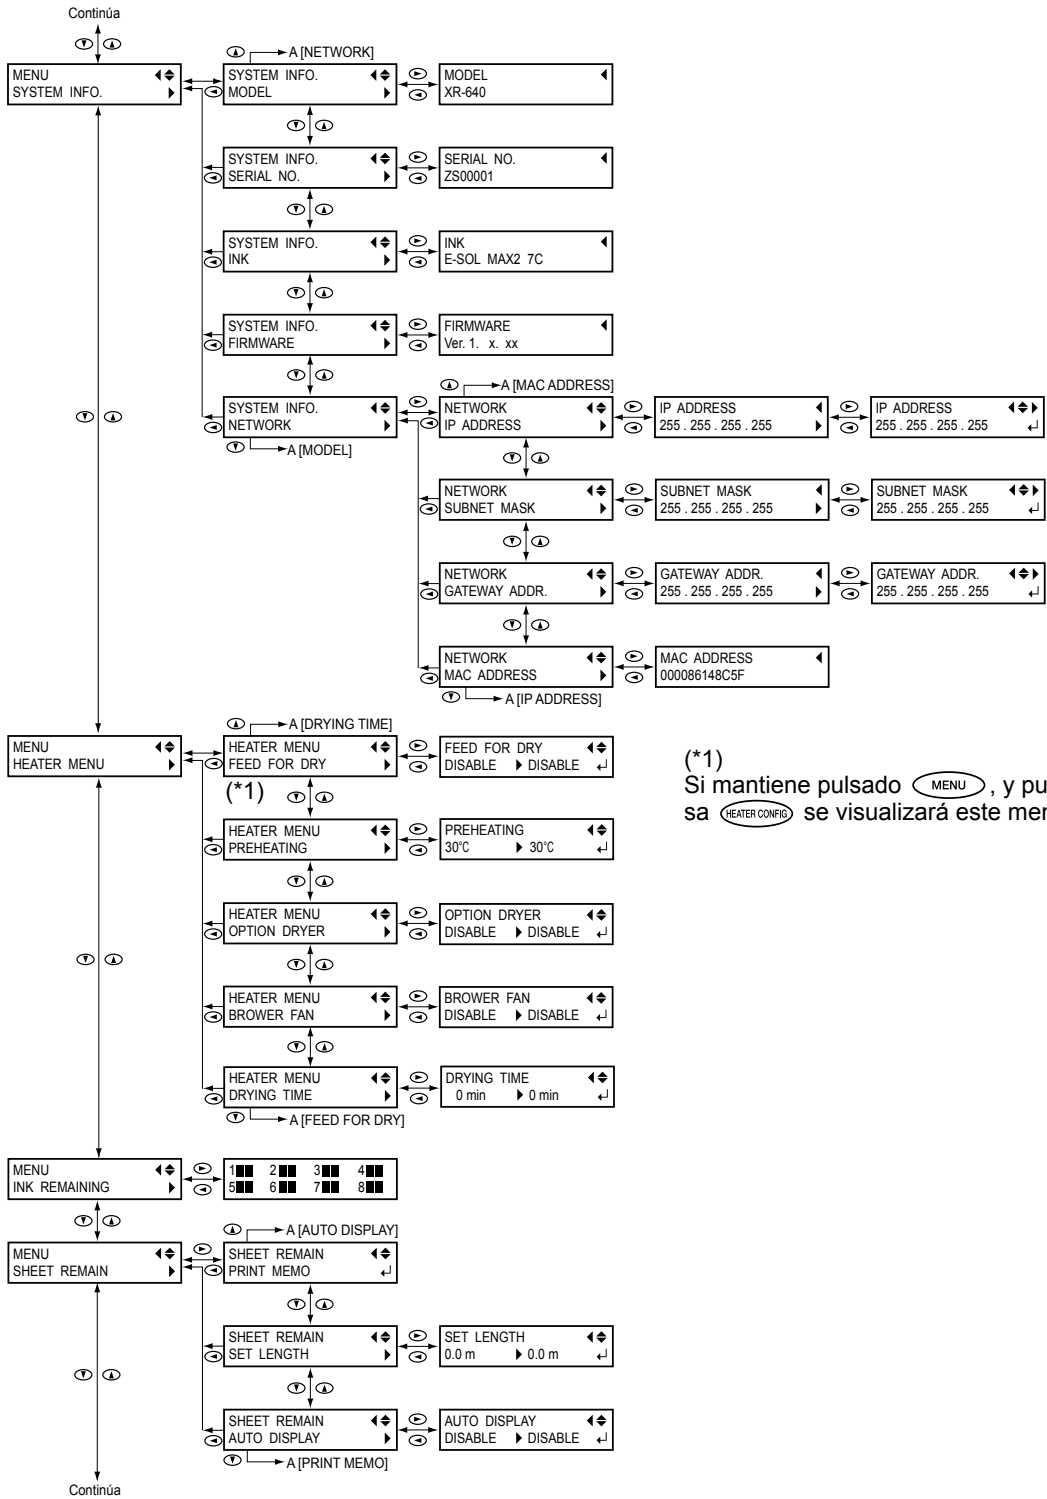 Continúa
A [NETWORK]
MENU
SYSTEM INFO.
SYSTEM INFO.
MODEL
MODEL
XR-640
SYSTEM INFO.
SERIAL NO.
SERIAL NO.
ZS00001
SYSTEM INFO.
INK
INK
E-SOL MAX2 7C
SYSTEM INFO.
FIRMWARE
FIRMWARE
Ver. 1. x. xx
A [MAC ADDRESS]
SYSTEM INFO.
NETWORK
NETWORK
IP ADDRESS
IP ADDRESS
255 . 255 . 255 . 255
IP ADDRESS
255 . 255 . 255 . 255
A [MODEL]
NETWORK
SUBNET MASK
SUBNET MASK
255 . 255 . 255 . 255
SUBNET MASK
255 . 255 . 255 . 255
NETWORK
GATEWAY ADDR.
GATEWAY ADDR.
255 . 255 . 255 . 255
GATEWAY ADDR.
255 . 255 . 255 . 255
NETWORK
MAC ADDRESS
MAC ADDRESS
000086148C5F
A [IP ADDRESS]
A [DRYING TIME]
MENU
HEATER MENU
HEATER MENU
FEED FOR DRY
FEED FOR DRY
DISABLE DISABLE
(*1)
(*1)
Si mantiene pulsado MENU , y pu
sa HEATER CONFIG se visualizará este mer
HEATER MENU
PREHEATING
PREHEATING
30°C 30°C
HEATER MENU
OPTION DRYER
OPTION DRYER
DISABLE DISABLE
HEATER MENU
BROWER FAN
BROWER FAN
DISABLE DISABLE
HEATER MENU
DRYING TIME
DRYING TIME
0 min 0 min
A [FEED FOR DRY]
MENU
INK REMAINING
1 2 3 4
5 6 7 8
A [AUTO DISPLAY]
MENU
SHEET REMAIN
SHEET REMAIN
PRINT MEMO
SHEET REMAIN
SET LENGTH
SET LENGTH
0.0 m 0.0 m
SHEET REMAIN
AUTO DISPLAY
AUTO DISPLAY
DISABLE DISABLE
A [PRINT MEMO]
Continúa